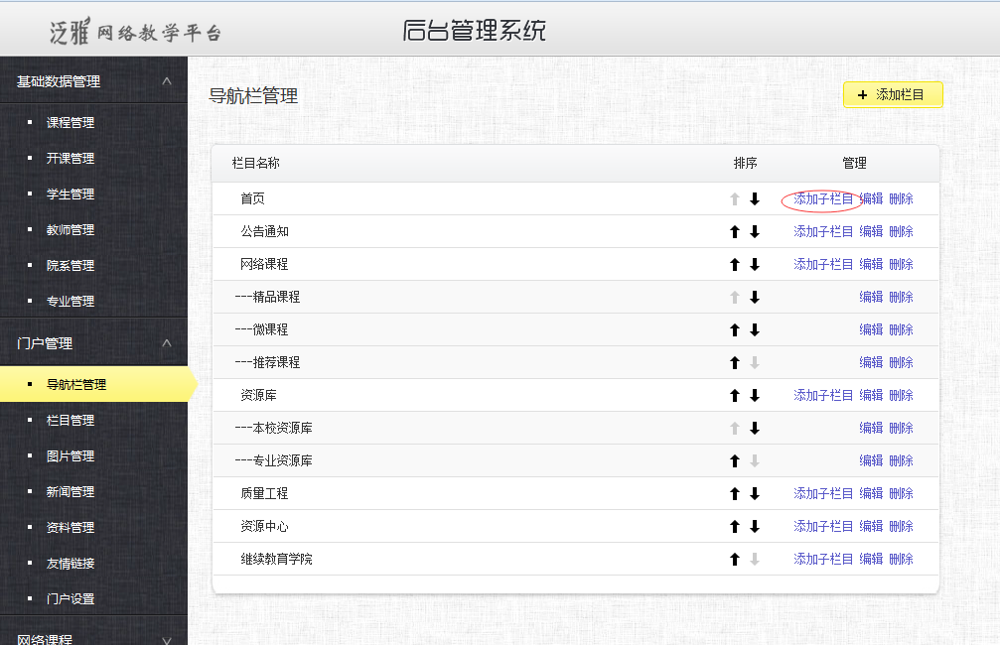 泛雅 网络教学平台
后台管理系统
基础数据管理
课程管理
开课管理
学生管理
教师管理
院系管理
专业管理
门户管理
导航栏管理
栏目管理
图片管理
新闻管理
资料管理
友情链接
门户设置
网络课程
导航栏管理
+ 添加栏目
栏目名称 排序 管理
首页 添加子栏目 编辑 删除
公告通知 添加子栏目 编辑 删除
网络课程 添加子栏目 编辑 删除
---精品课程 编辑 删除
---微课程 编辑 删除
---推荐课程 编辑 删除
资源库 添加子栏目 编辑 删除
---本校资源库 编辑 删除
---专业资源库 编辑 删除
质量工程 添加子栏目 编辑 删除
资源中心 添加子栏目 编辑 删除
继续教育学院 添加子栏目 编辑 删除